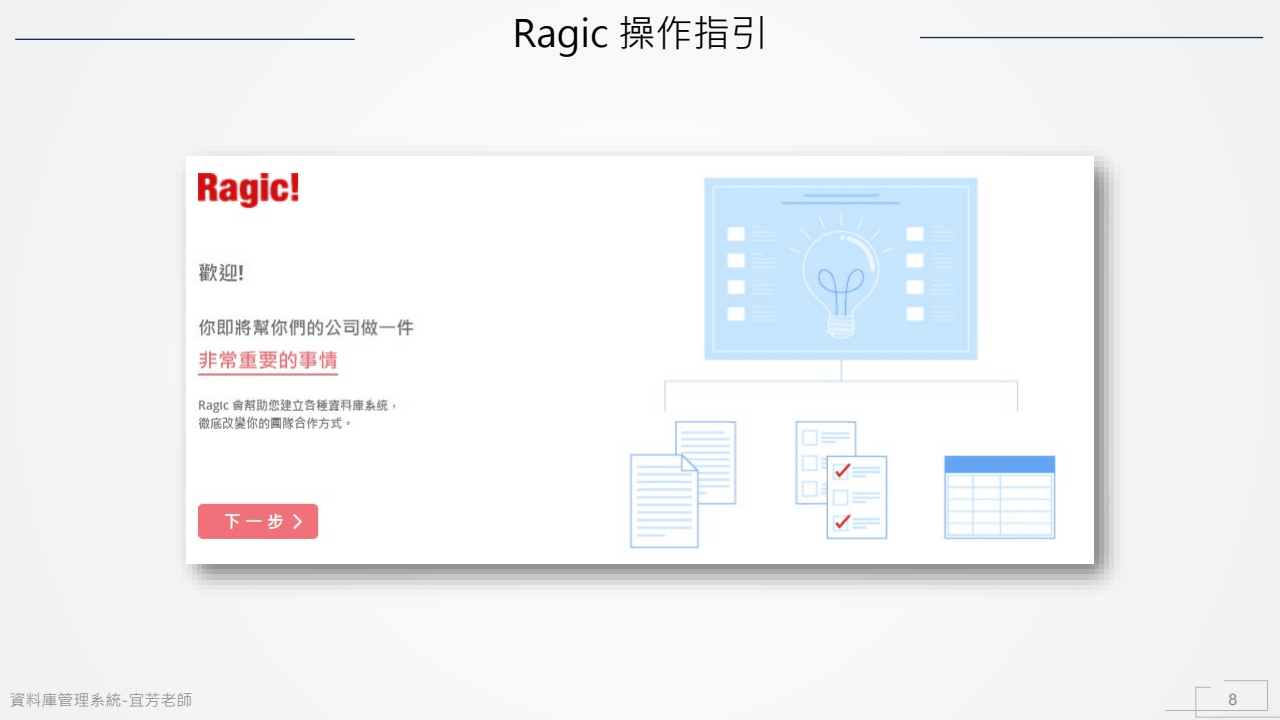 Ragic 操作指引
Ragic!
歡迎!
你即將幫你們的公司做一件
非常重要的事情
Ragic 會幫助您建立各種資料庫系統，
徹底改變你的團隊合作方式。
下一步
資料庫管理系統-宜芳老師
8